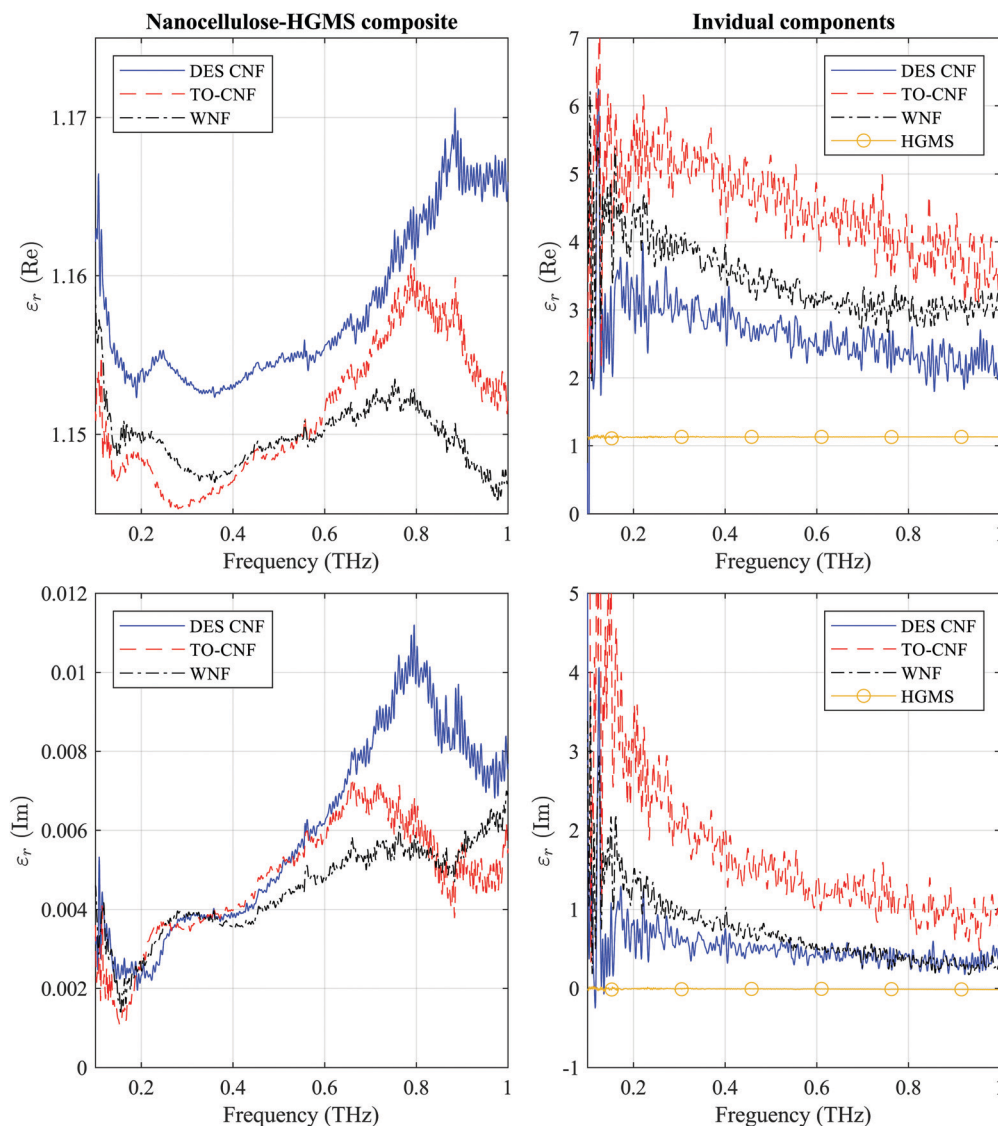 Nanocellulose-HGMS composite
1.17
1.16
1.15
εr (Re)
DES CNF
TO-CNF
WNF
0.2 0.4 0.6 0.8 1
Frequency (THz)
Invidual components
7
6
5
4
3
2
1
0
εr (Re)
DES CNF
TO-CNF
WNF
HGMS
0.2 0.4 0.6 0.8 1
Freguency (THz)
0.012
0.01
0.008
0.006
0.004
0.002
0
εr (Im)
DES CNF
TO-CNF
WNF
0.2 0.4 0.6 0.8 1
Frequency (THz)
5
4
3
2
1
0
-1
εr (Im)
DES CNF
TO-CNF
WNF
HGMS
0.2 0.4 0.6 0.8 1
Freguency (THz)